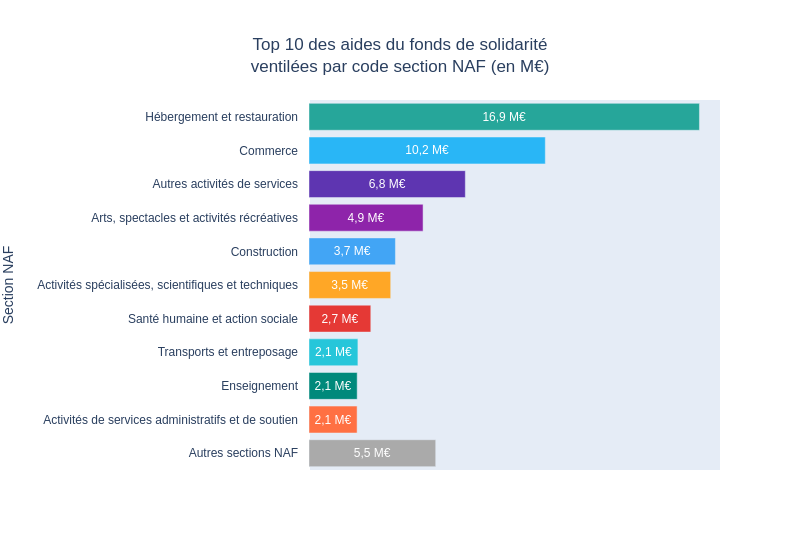 Top 10 des aides du fonds de solidarité
ventilées par code section NAF (en M€)
Section NAF
Hébergement et restauration 16,9 M€
Commerce 10,2 M€
Autres activités de services 6,8 M€
Arts, spectacles et activités récréatives 4,9 M€
Construction 3,7 M€
Activités spécialisées, scientifiques et techniques 3,5 M€
Santé humaine et action sociale 2,7 M€
Transports et entreposage 2,1 M€
Enseignement 2,1 M€
Activités de services administratifs et de soutien 2,1 M€
Autres sections NAF 5,5 M€